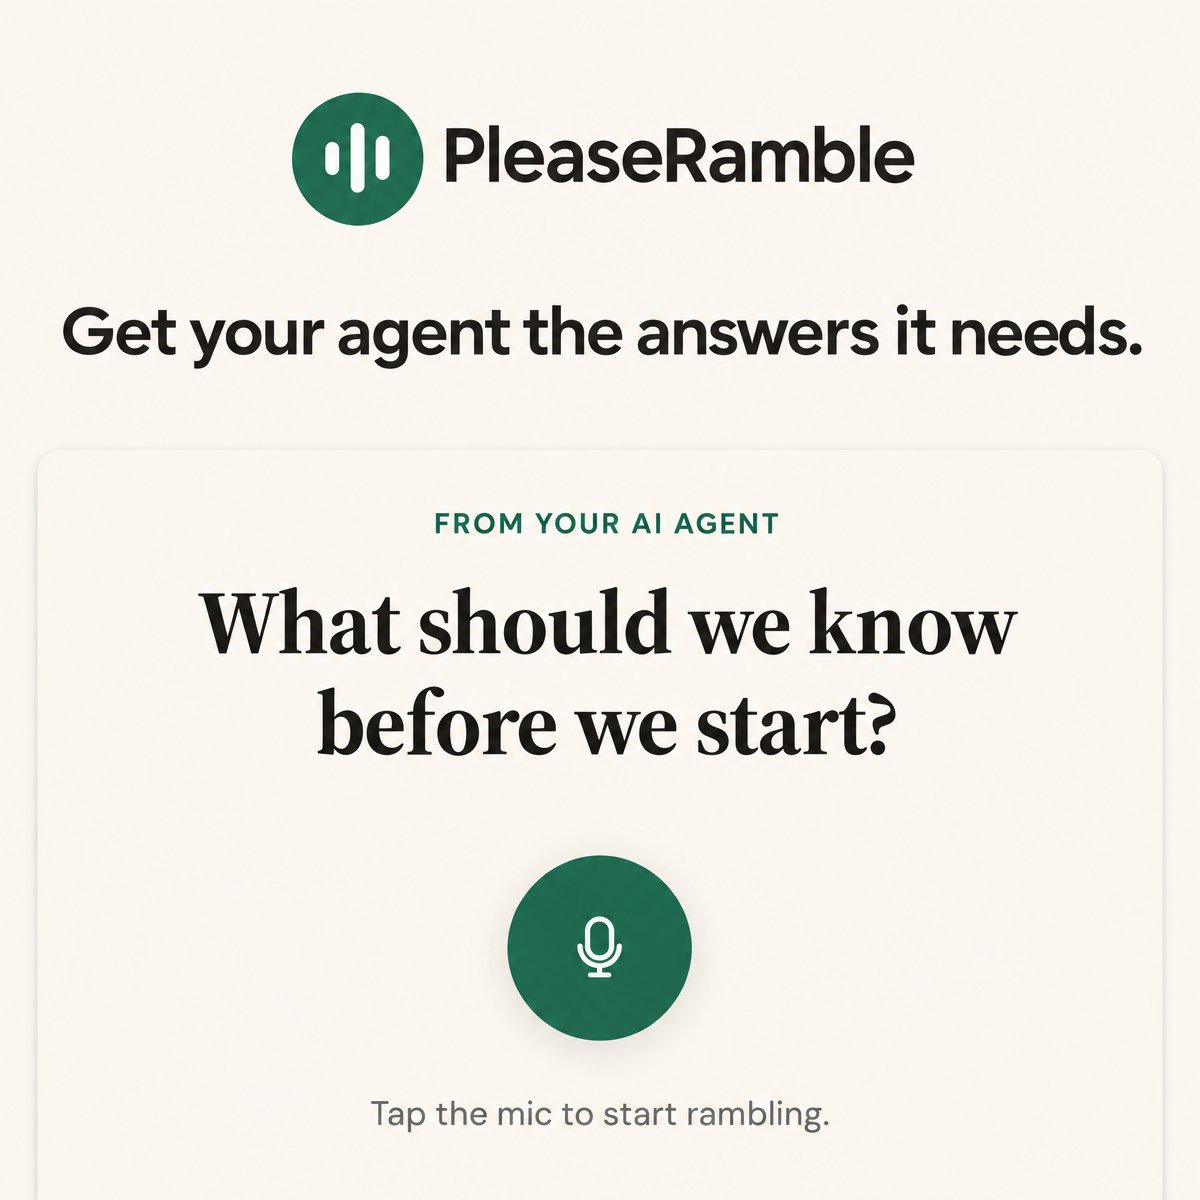 PleaseRamble
Get your agent the answers it needs.
FROM YOUR AI AGENT
What should we know
before we start?
Tap the mic to start rambling.